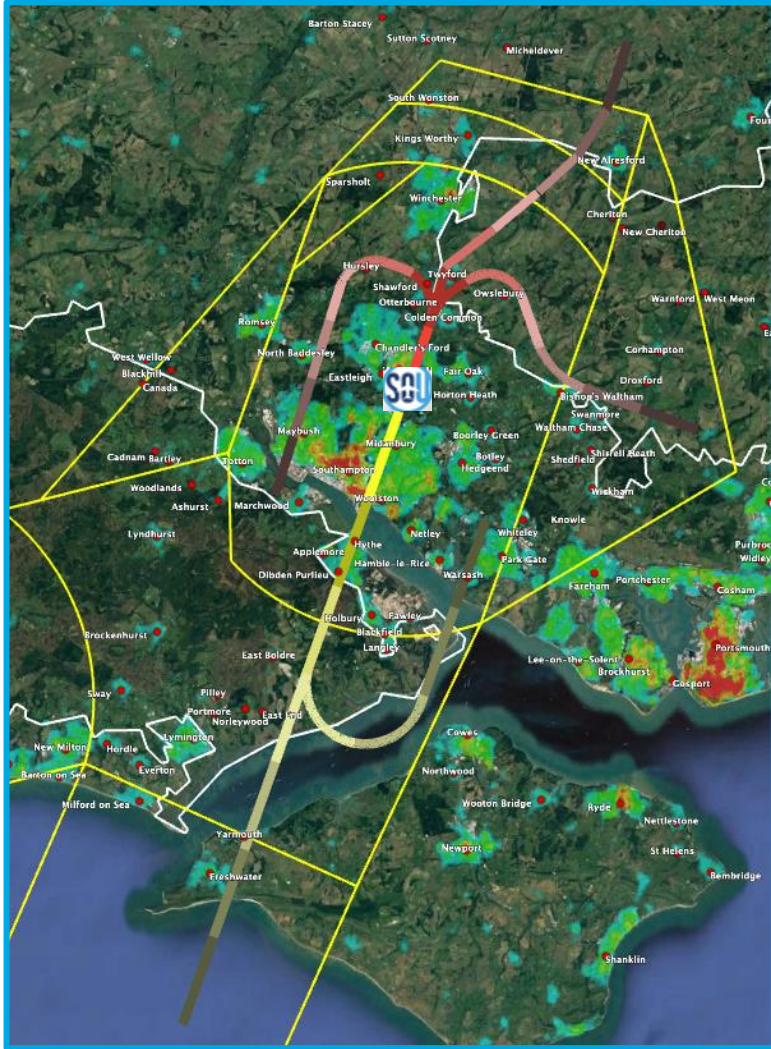 Barton Stacey
Sutton Scotney
Micheldever
South Wonston
Kings Worthy
New Alresford
Sparsholt
Winchester
Cheriton
New Cheriton
Hursley
Twyford
Shawford
Owslebury
Otterbourne
Warnford
West Meon
Colden Common
Romsey
Chandler's Ford
Corhampton
West Wellow
North Baddesley
Blackhill
Eastleigh
Fair Oak
Droxford
Canada
SOU
Horton Heath
Bishop's Waltham
Swanmore
Maybush
Midanbury
Boorley Green
Waltham Chase
Cadnam
Bartley
Totton
Botley
Hedgeend
Shedfield
Shirrell Heath
Southampton
Woodlands
Marchwood
Woolston
Wickham
Ashurst
Knowle
Lyndhurst
Netley
Whiteley
Hythe
Applemore
Hamble-le-Rice
Park Gate
Purbro
Widley
Dibden Purlieu
Warsash
Fareham
Portchester
Cosham
Holbury
Fawley
Brockenhurst
Blackfield
Langley
Portsmouth
East Boldre
Lee-on-the-Solent
Brockhurst
Gosport
Sway
Pilley
Portmore
East End
Norleywood
Cowes
New Milton
Hordle
Lymington
Everton
Northwood
Barton on Sea
Milford on Sea
Wooton Bridge
Ryde
Nettlestone
Yarmouth
Newport
St Helens
Freshwater
Bembridge
Shanklin